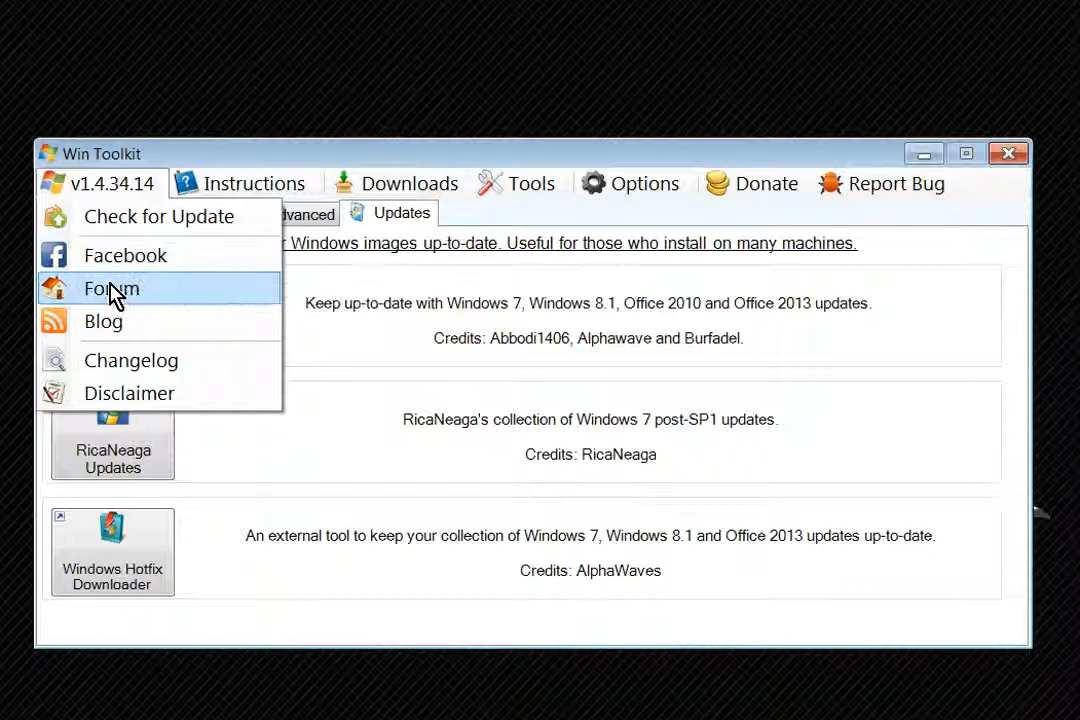 Win Toolkit
v1.4.34.14 Instructions Downloads Tools Options Donate Report Bug
Check for Update
Facebook
Forum
Blog
Changelog
Disclaimer
dvanced Updates
Windows images up-to-date. Useful for those who install on many machines.
Keep up-to-date with Windows 7, Windows 8.1, Office 2010 and Office 2013 updates.
Credits: Abbodi1406, Alphawave and Burfadel.
RicaNeaga
Updates
RicaNeaga's collection of Windows 7 post-SP1 updates.
Credits: RicaNeaga
Windows Hotfix
Downloader
An external tool to keep your collection of Windows 7, Windows 8.1 and Office 2013 updates up-to-date.
Credits: AlphaWaves